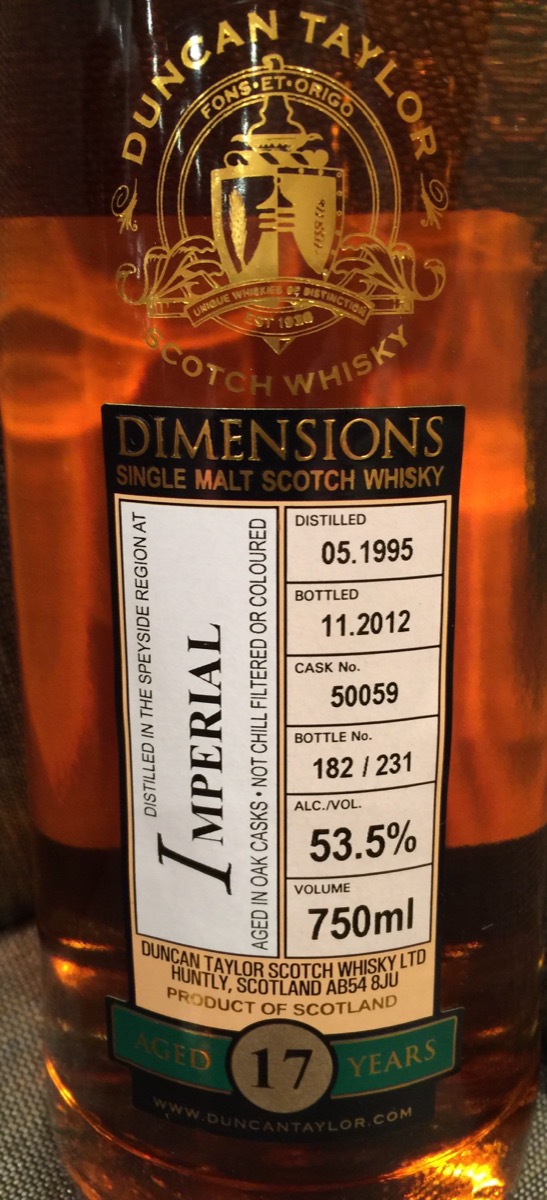 DUNCAN TAYLOR
FONS·ET·ORIGO
UNIQUE WHISKIES OF DISTINCTION
EST 1938
SCOTCH WHISKY
DIMENSIONS
SINGLE MALT SCOTCH WHISKY
DISTILLED IN THE SPEYSIDE REGION AT
IMPERIAL
AGED IN OAK CASKS • NOT CHILL FILTERED OR COLOURED
DISTILLED
05.1995
BOTTLED
11.2012
CASK No.
50059
BOTTLE No.
182 / 231
ALC./VOL.
53.5%
VOLUME
750ml
DUNCAN TAYLOR SCOTCH WHISKY LTD
HUNTLY, SCOTLAND AB54 8JU
PRODUCT OF SCOTLAND
AGED 17 YEARS
WWW.DUNCANTAYLOR.COM